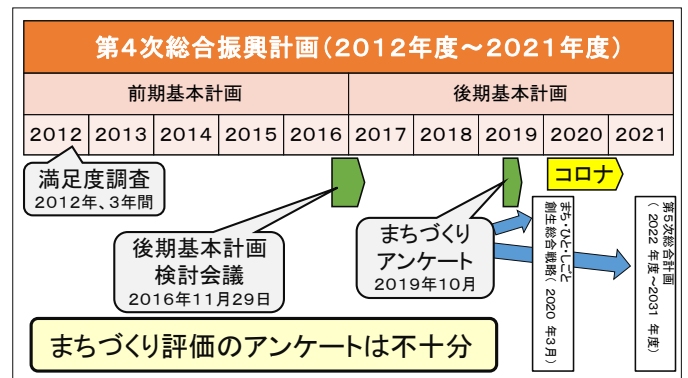 第4次総合振興計画(2012年度～2021年度)
前期基本計画
後期基本計画
2012 2013 2014 2015 2016 2017 2018 2019 2020 2021
満足度調査
2012年、3年間
後期基本計画
検討会議
2016年11月29日
まちづくり
アンケート
2019年10月
コロナ
まち・ひと・しごと
創生総合戦略(2020年3月)
第5次総合計画
(2022年度～2031年度)
まちづくり評価のアンケートは不十分